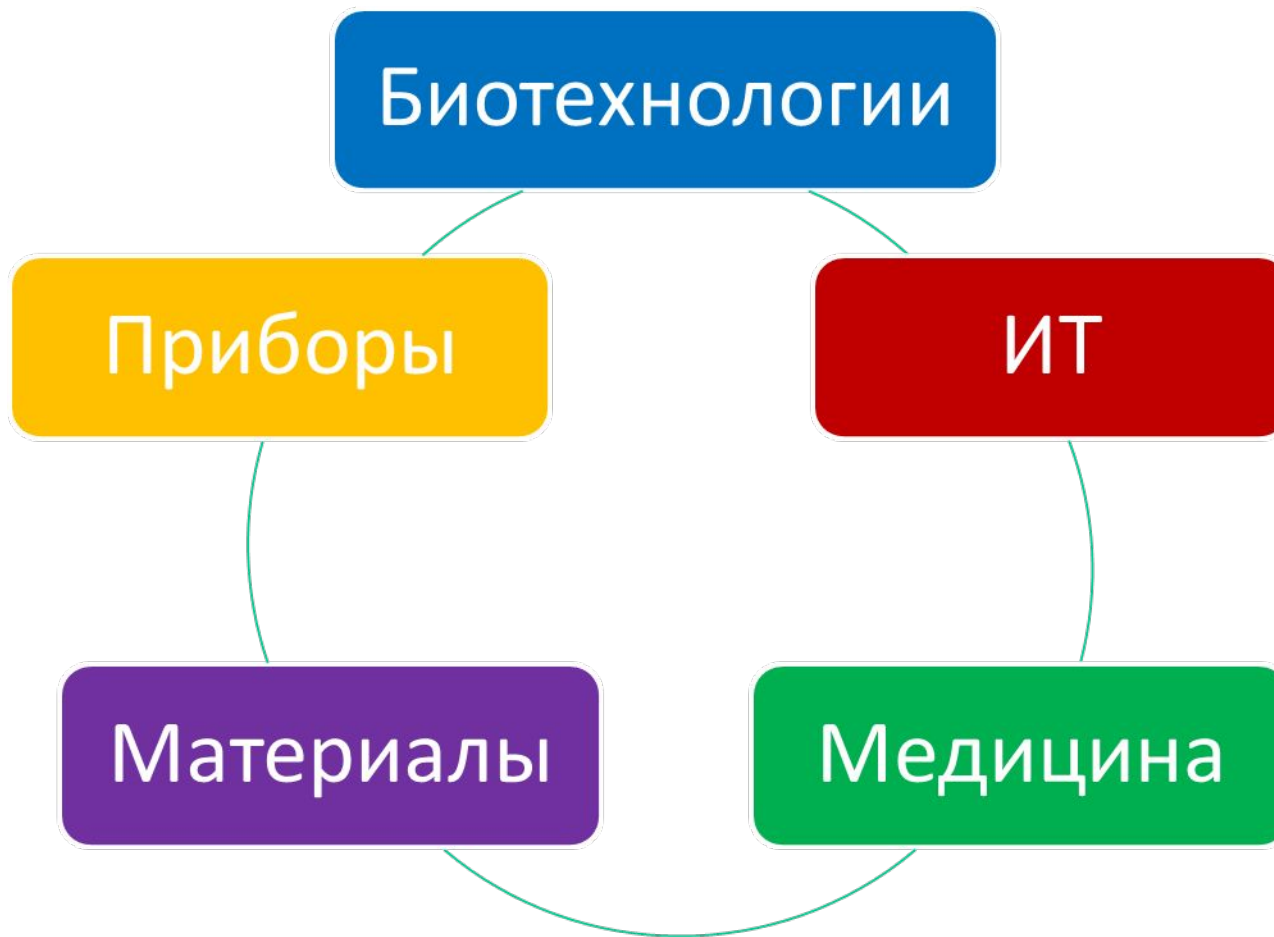 Биотехнологии
Приборы
ИТ
Материалы
Медицина